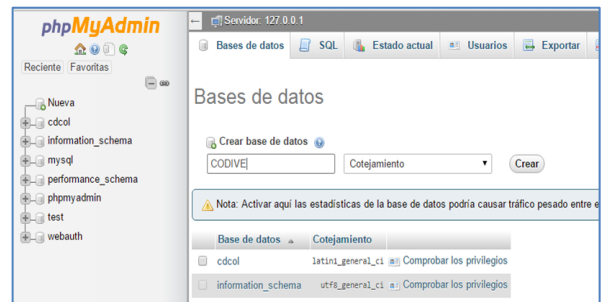 phpMyAdmin
Reciente Favoritas
Nueva
cdcol
information_schema
mysql
performance_schema
phpmyadmin
test
webauth
Servidor: 127.0.0.1
Bases de datos SQL Estado actual Usuarios Exportar
Bases de datos
Crear base de datos
CODIVE Cotejamiento Crear
Nota: Activar aquí las estadísticas de la base de datos podría causar tráfico pesado entre e
Base de datos Cotejamiento
cdcol latin1_general_ci Comprobar los privilegios
information_schema utf8_general_ci Comprobar los privilegios